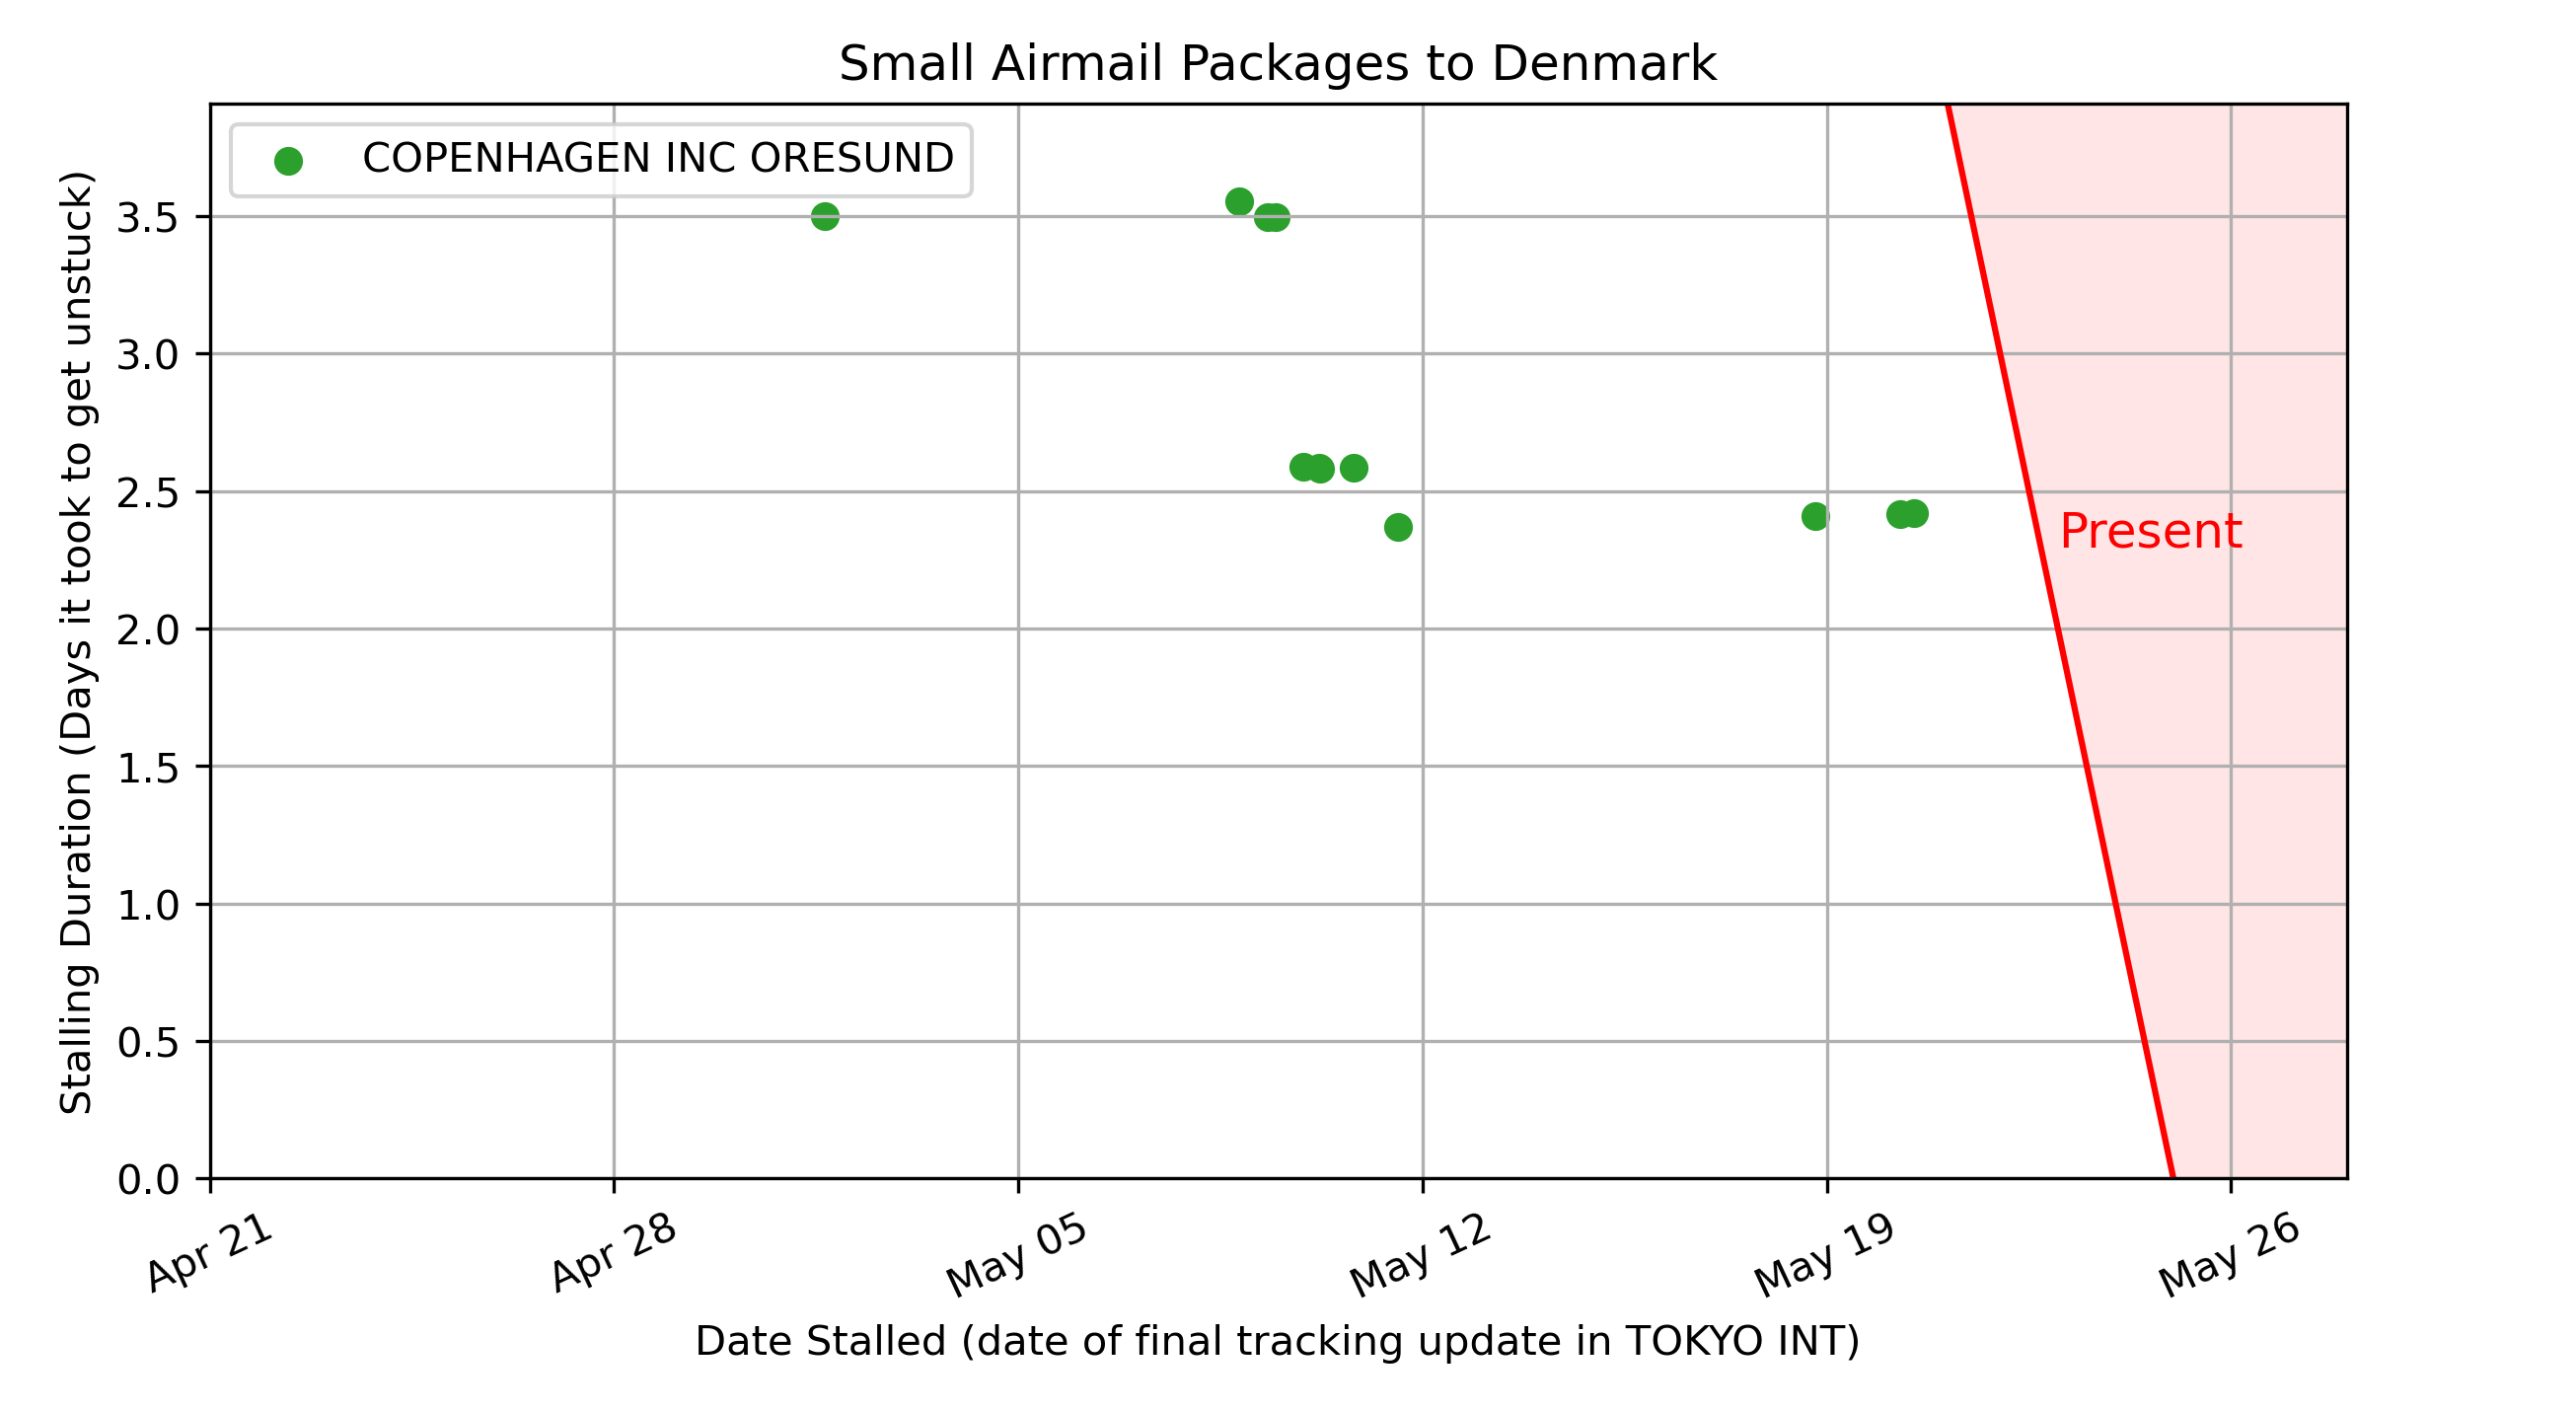 Small Airmail Packages to Denmark
COPENHAGEN INC ORESUND
Stalling Duration (Days it took to get unstuck)
3.5
3.0
2.5
2.0
1.5
1.0
0.5
0.0
Present
Apr 21
Apr 28
May 05
May 12
May 19
May 26
Date Stalled (date of final tracking update in TOKYO INT)